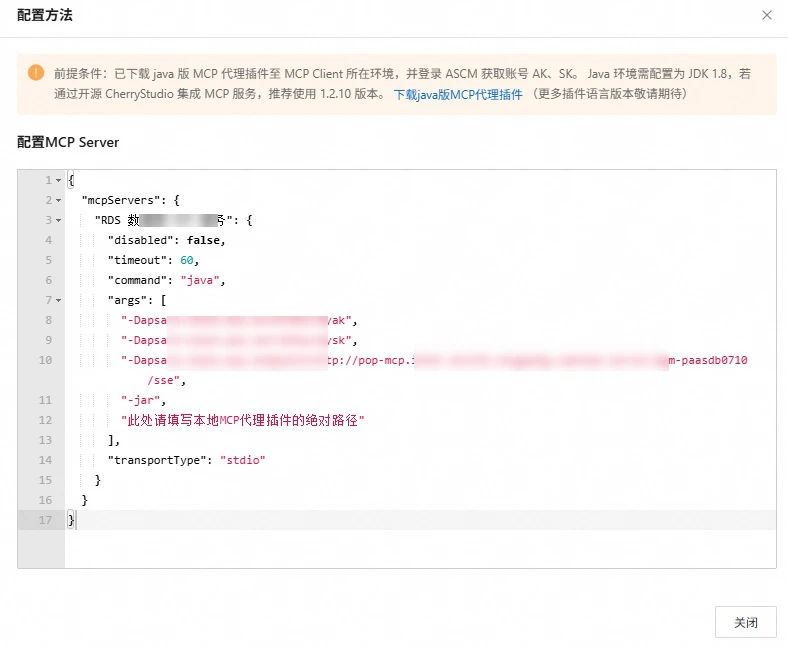 配置方法
前提条件：已下载 java 版 MCP 代理插件至 MCP Client 所在环境，并登录 ASCM 获取账号 AK、SK。 Java 环境需配置为 JDK 1.8，若
通过开源 CherryStudio 集成 MCP 服务，推荐使用 1.2.10 版本。 下载java版MCP代理插件 （更多插件语言版本敬请期待）
配置MCP Server
1 {
2 "mcpServers": {
3 "RDS 数 务": {
4 "disabled": false,
5 "timeout": 60,
6 "command": "java",
7 "args": [
8 "-Dapsa yak",
9 "-Dapsa ysk",
10 "-Dapsa tp://pop-mcp. m-paasdb0710
/sse",
11 "-jar",
12 "此处请填写本地MCP代理插件的绝对路径"
13 ],
14 "transportType": "stdio"
15 }
16 }
17 }
关闭